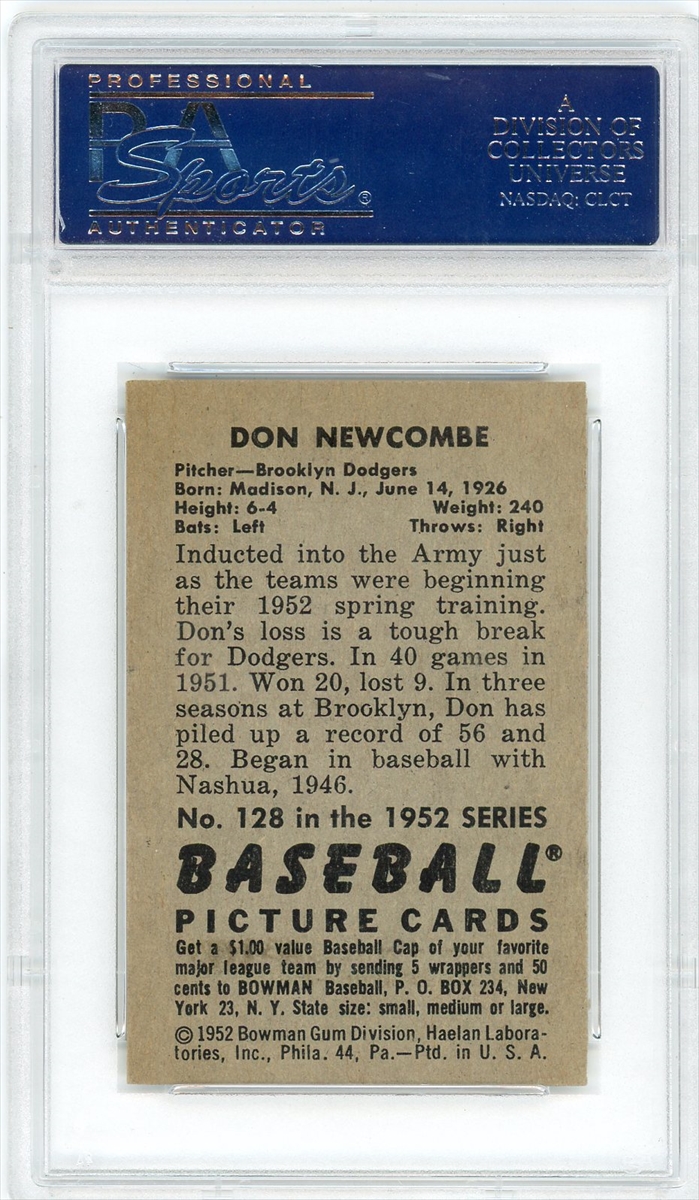 PROFESSIONAL
PSA
Sports®
AUTHENTICATOR
A
DIVISION OF
COLLECTORS
UNIVERSE
NASDAQ: CLCT
DON NEWCOMBE
Pitcher—Brooklyn Dodgers
Born: Madison, N. J., June 14, 1926
Height: 6-4 Weight: 240
Bats: Left Throws: Right
Inducted into the Army just
as the teams were beginning
their 1952 spring training.
Don's loss is a tough break
for Dodgers. In 40 games in
1951. Won 20, lost 9. In three
seasons at Brooklyn, Don has
piled up a record of 56 and
28. Began in baseball with
Nashua, 1946.
No. 128 in the 1952 SERIES
BASEBALL®
PICTURE CARDS
Get a $1.00 value Baseball Cap of your favorite
major league team by sending 5 wrappers and 50
cents to BOWMAN Baseball, P. O. BOX 234, New
York 23, N. Y. State size: small, medium or large.
© 1952 Bowman Gum Division, Haelan Labora-
tories, Inc., Phila. 44, Pa.—Ptd. in U. S. A.